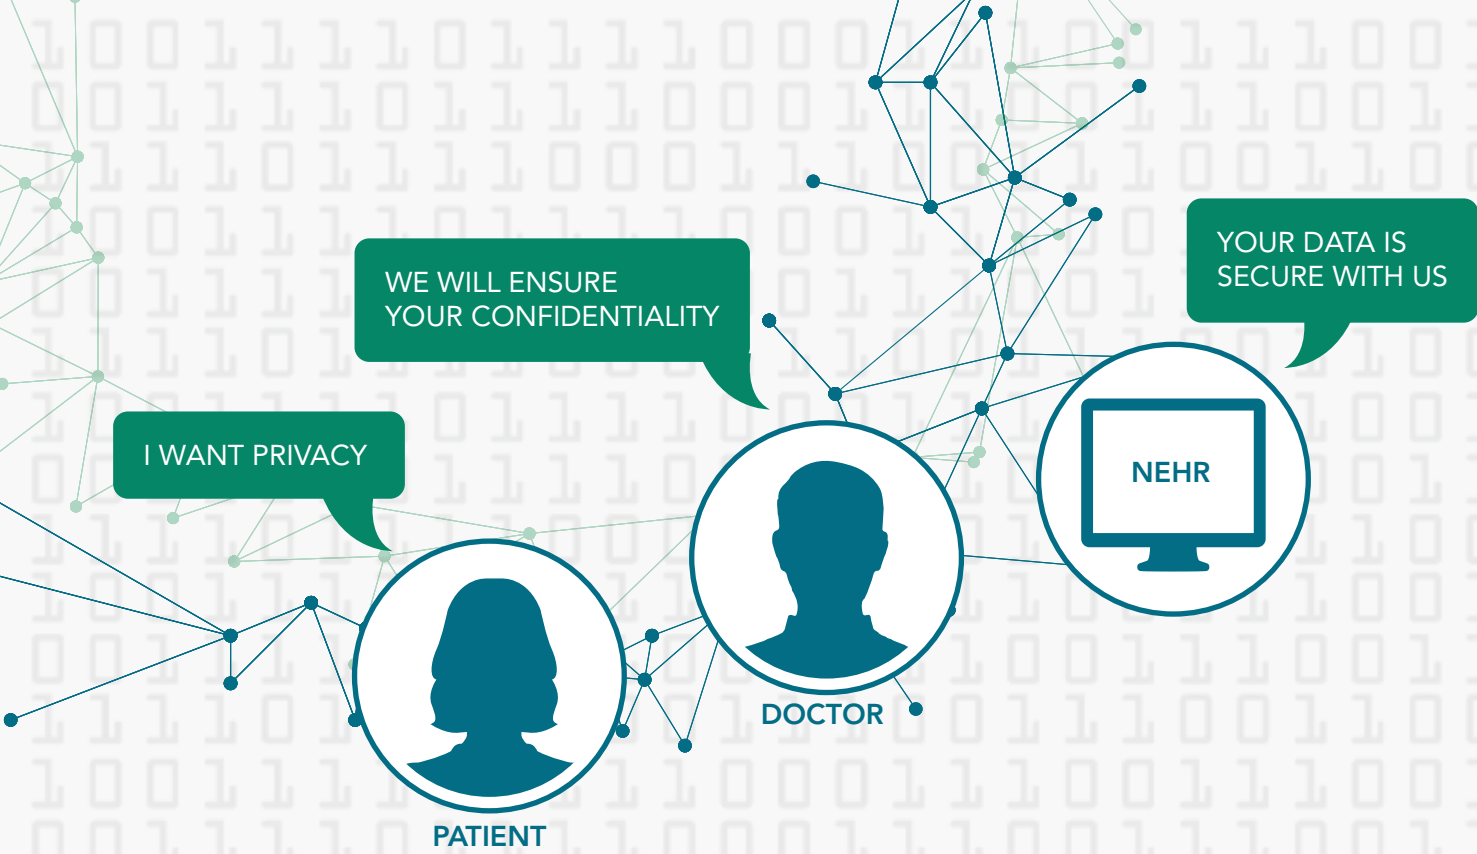 YOUR DATA IS
SECURE WITH US
WE WILL ENSURE
YOUR CONFIDENTIALITY
I WANT PRIVACY
NEHR
DOCTOR
PATIENT